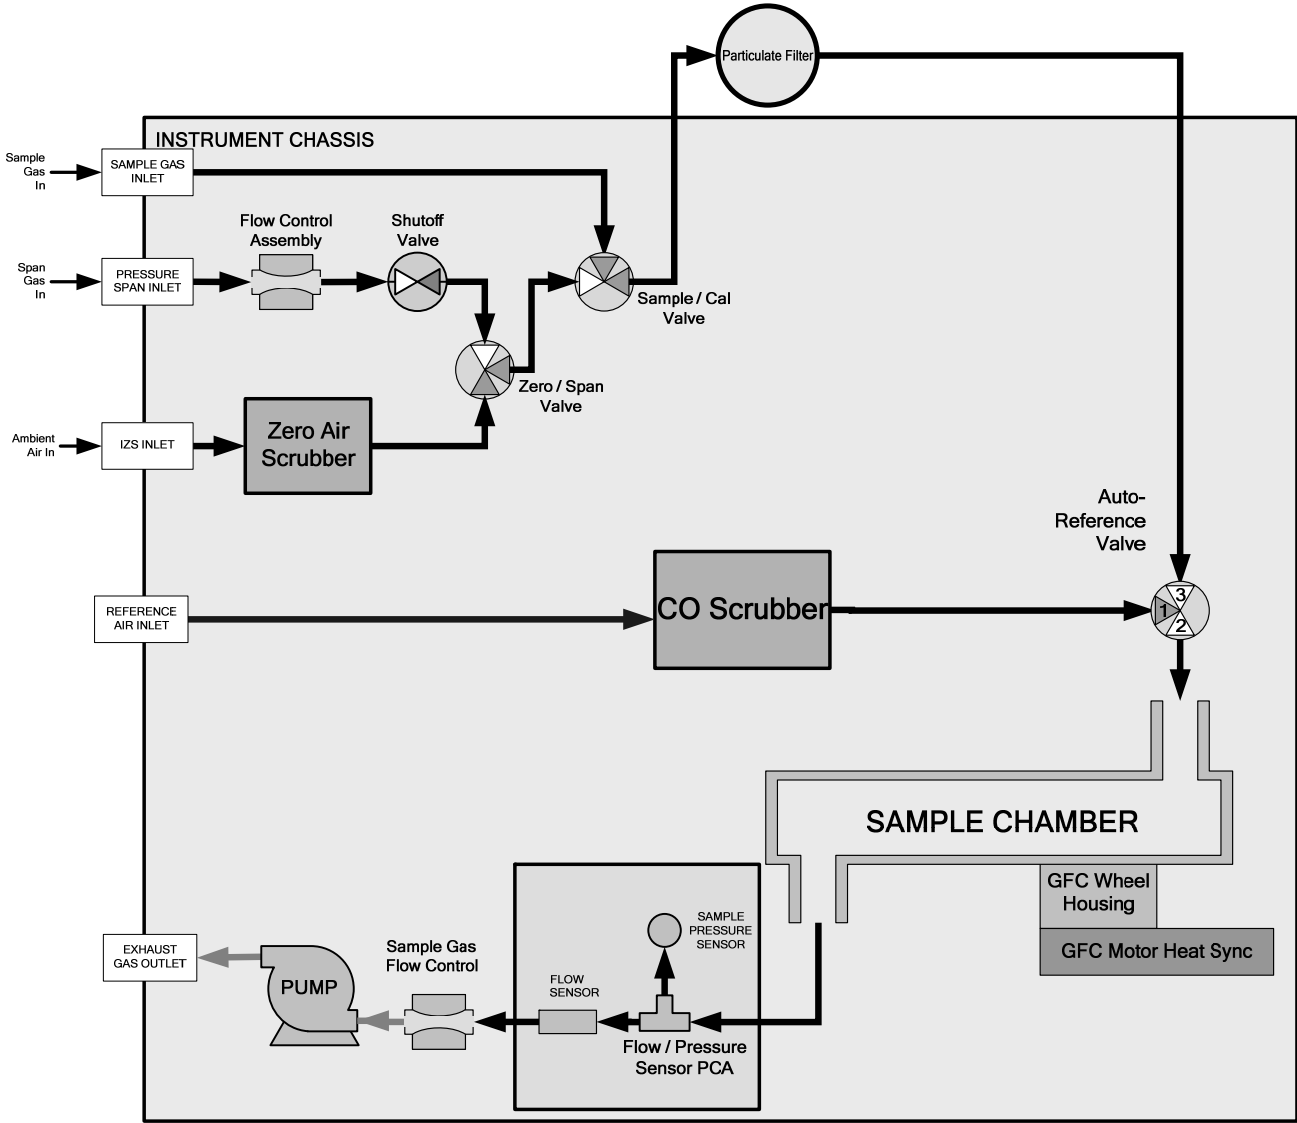 Particulate Filter
INSTRUMENT CHASSIS
Sample
Gas
In
SAMPLE GAS
INLET
Flow Control
Assembly
Shutoff
Valve
Span
Gas
In
PRESSURE
SPAN INLET
Sample / Cal
Valve
Zero / Span
Valve
Ambient
Air In
IZS INLET
Zero Air
Scrubber
Auto-
Reference
Valve
REFERENCE
AIR INLET
CO Scrubber
3
1
2
SAMPLE CHAMBER
GFC Wheel
Housing
GFC Motor Heat Sync
SAMPLE
PRESSURE
SENSOR
EXHAUST
GAS OUTLET
PUMP
Sample Gas
Flow Control
FLOW
SENSOR
Flow / Pressure
Sensor PCA